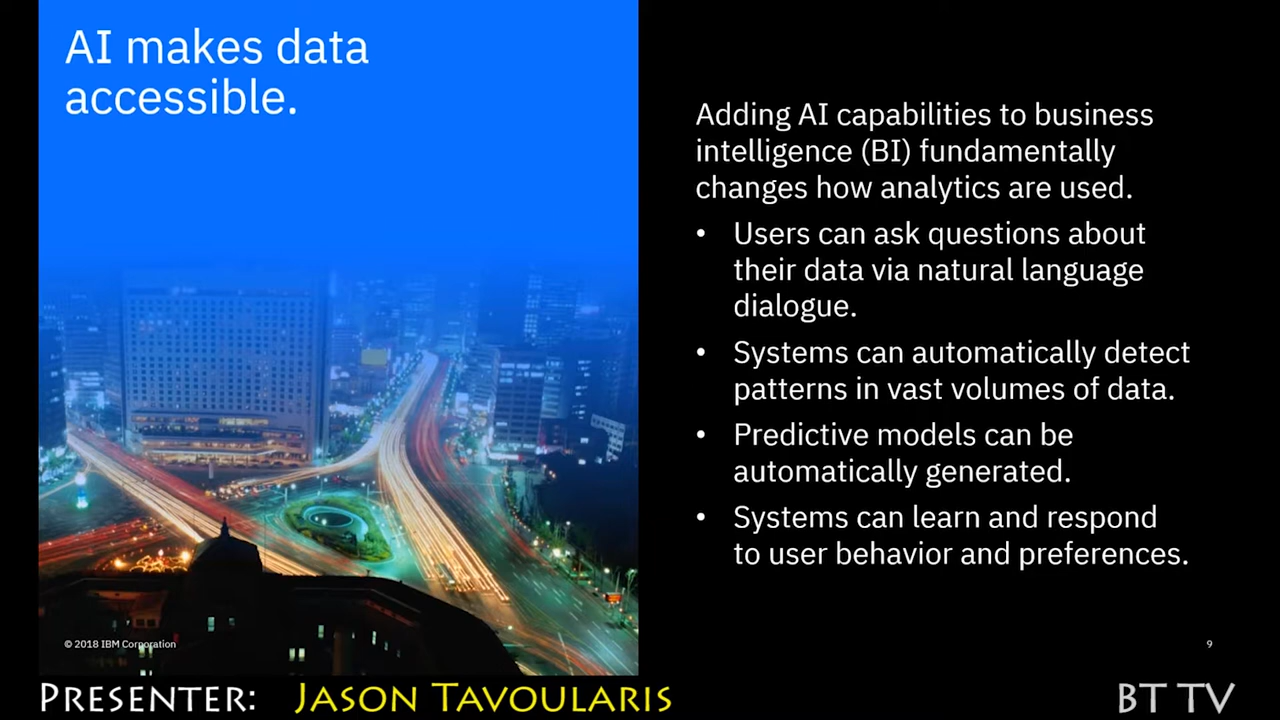 AI makes data
accessible.
Adding AI capabilities to business
intelligence (BI) fundamentally
changes how analytics are used.
• Users can ask questions about
their data via natural language
dialogue.
• Systems can automatically detect
patterns in vast volumes of data.
• Predictive models can be
automatically generated.
• Systems can learn and respond
to user behavior and preferences.
© 2018 IBM Corporation
9
PRESENTER: JASON TAVOULARIS
BT TV